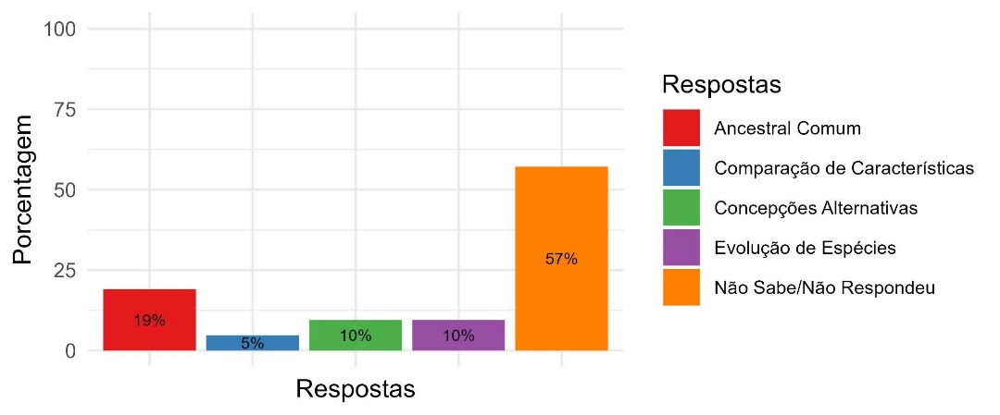 100
75
50
25
0
Porcentagem
19%
5%
10%
10%
57%
Respostas
Respostas
Ancestral Comum
Comparação de Características
Concepções Alternativas
Evolução de Espécies
Não Sabe/Não Respondeu